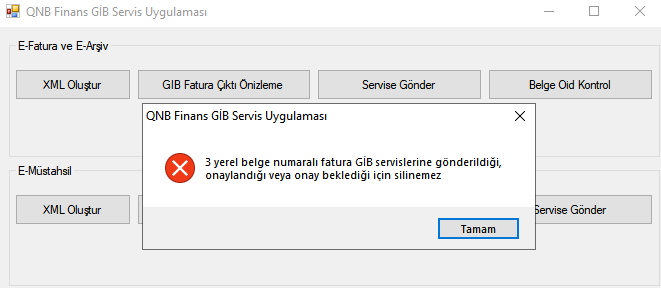 QNB Finans GİB Servis Uygulaması
E-Fatura ve E-Arşiv
XML Oluştur
GIB Fatura Çıktı Önizleme
Servise Gönder
Belge Oid Kontrol
QNB Finans GİB Servis Uygulaması
3 yerel belge numaralı fatura GİB servislerine gönderildiği,
onaylandığı veya onay beklediği için silinemez
Tamam
E-Müstahsil
XML Oluştur
Servise Gönder